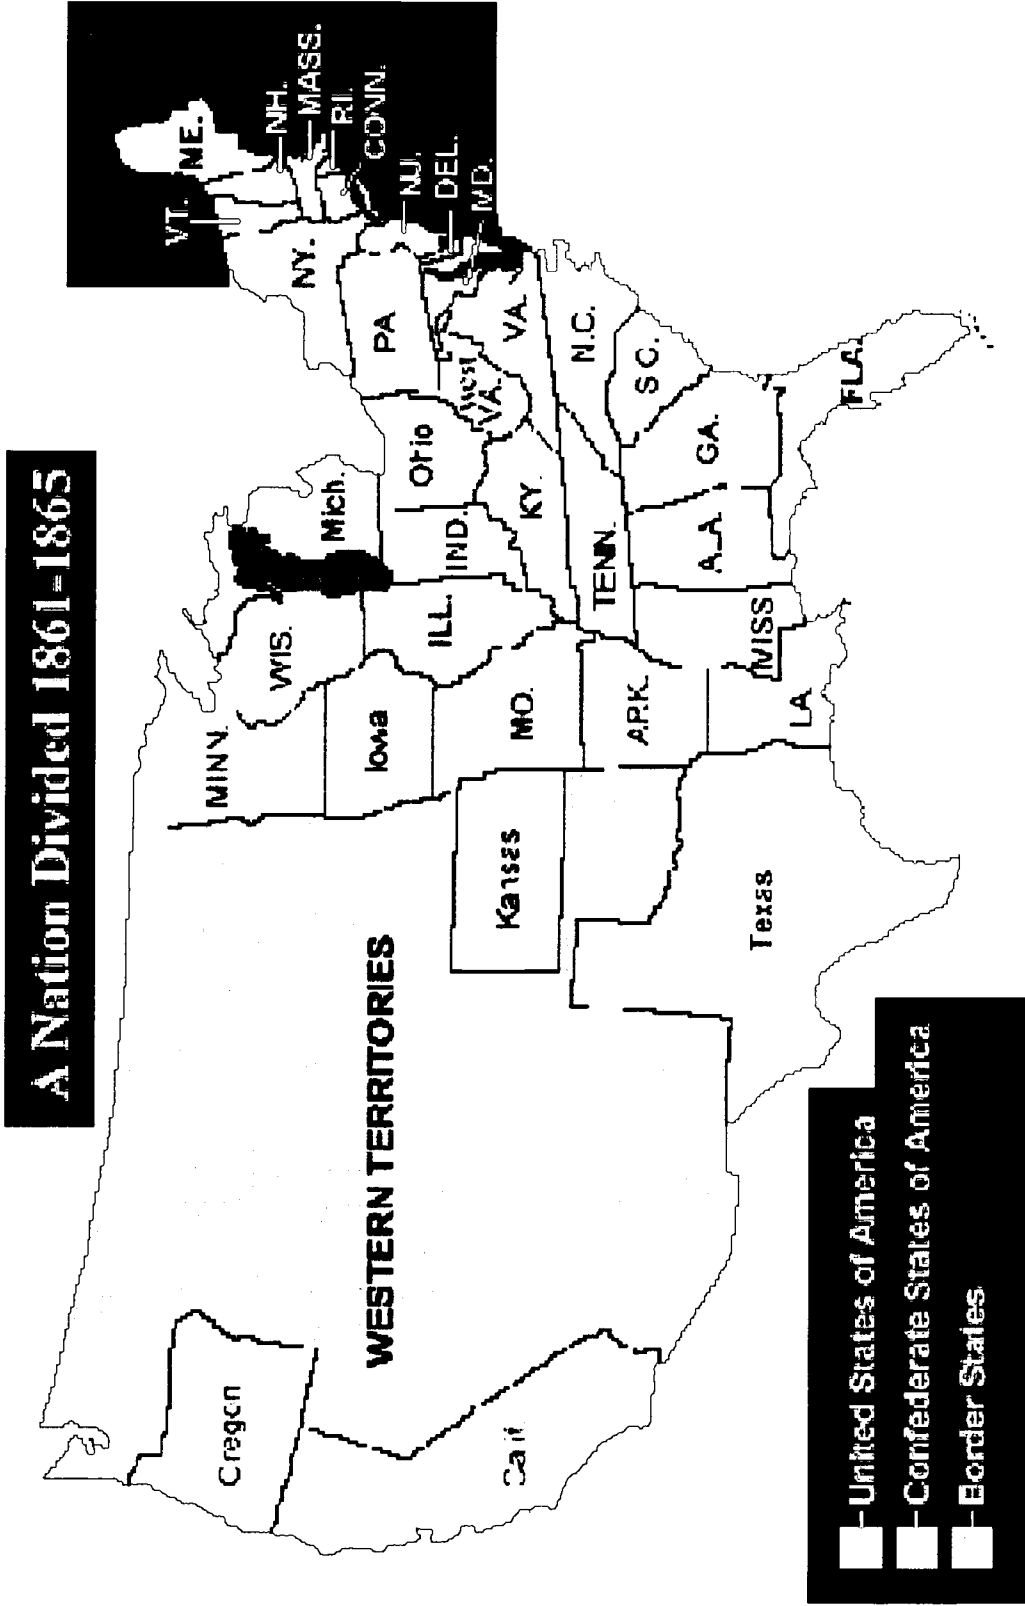 A Nation Divided 1861-1865
ME.
VT.
NH.
MASS.
R.I.
CONN.
NY.
N.J.
DEL.
MD.
PA
West
VA.
VA.
N.C.
S.C.
GA.
FLA.
Ohio
Mich.
IND.
KY.
TENN.
ALA.
MISS
ILL.
WIS.
MINN.
Iowa
MO.
ARK.
LA.
Kansas
Texas
WESTERN TERRITORIES
Oregon
Calif
United States of America
Confederate States of America
Border States